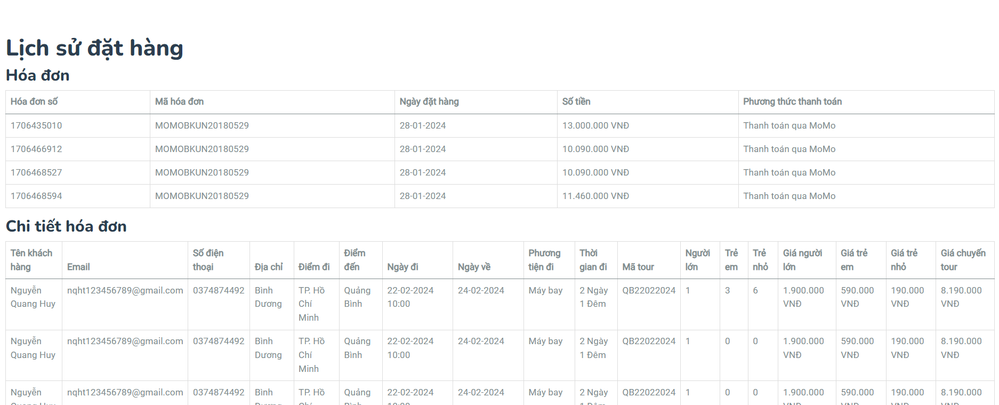 Lịch sử đặt hàng
Hóa đơn
Hóa đơn số Mã hóa đơn Ngày đặt hàng Số tiền Phương thức thanh toán
1706435010 MOMOBKUN20180529 28-01-2024 13.000.000 VNĐ Thanh toán qua MoMo
1706466912 MOMOBKUN20180529 28-01-2024 10.090.000 VNĐ Thanh toán qua MoMo
1706468527 MOMOBKUN20180529 28-01-2024 10.090.000 VNĐ Thanh toán qua MoMo
1706468594 MOMOBKUN20180529 28-01-2024 11.460.000 VNĐ Thanh toán qua MoMo
Chi tiết hóa đơn
Tên khách Số điện Điểm Phương Thời Người Trẻ Trẻ Giá người Giá trẻ Giá trẻ Giá chuyến
hàng Email thoại Địa chỉ Điểm đi đến Ngày đi Ngày về tiện đi gian đi Mã tour lớn em nhỏ lớn em nhỏ tour
Nguyễn nqht123456789@gmail.com 0374874492 Bình TP. Hồ Quảng 22-02-2024 24-02-2024 Máy bay 2 Ngày QB22022024 1 3 6 1.900.000 590.000 190.000 8.190.000
Quang Huy Dương Chí Bình 10:00 1 Đêm VNĐ VNĐ VNĐ VNĐ
Minh
Nguyễn nqht123456789@gmail.com 0374874492 Bình TP. Hồ Quảng 22-02-2024 24-02-2024 Máy bay 2 Ngày QB22022024 1 0 0 1.900.000 590.000 190.000 8.190.000
Quang Huy Dương Chí Bình 10:00 1 Đêm VNĐ VNĐ VNĐ VNĐ
Minh
Nguyễn nqht123456789@gmail.com 0374874492 Bình TP. Hồ Quảng 22-02-2024 24-02-2024 Máy bay 2 Ngày QB22022024 1 0 0 1.900.000 590.000 190.000 8.190.000